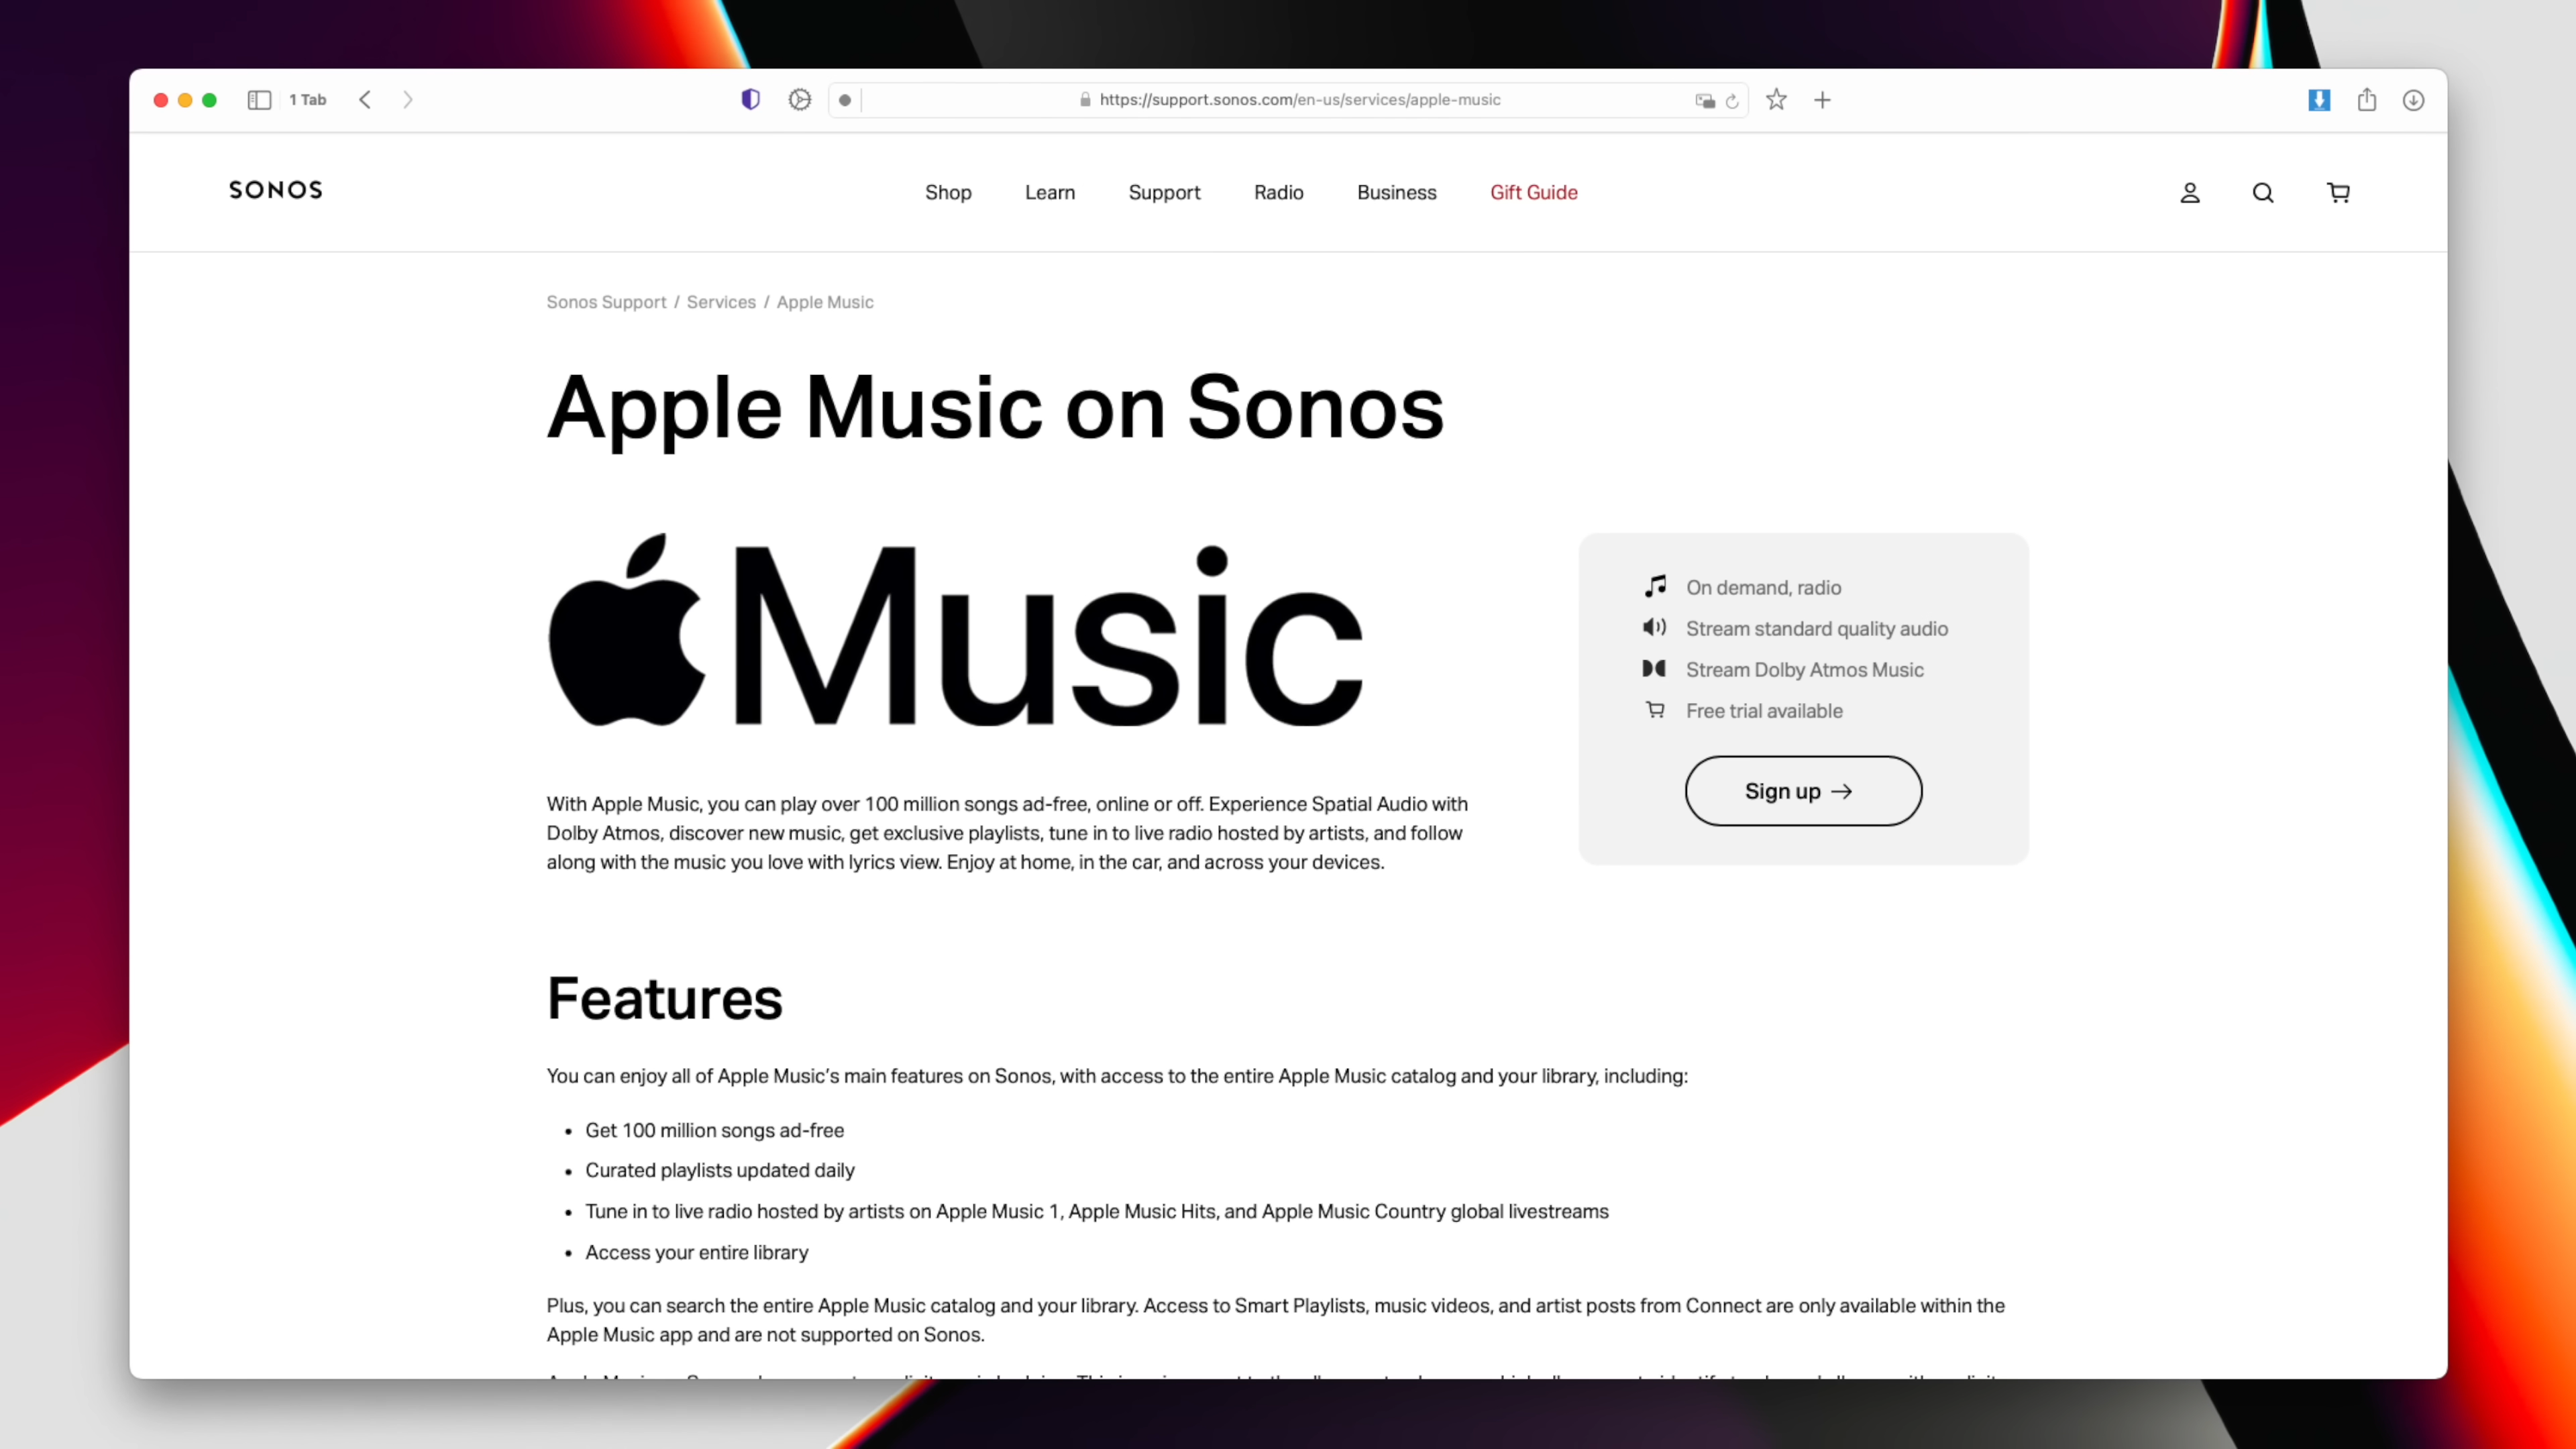 1 Tab
https://support.sonos.com/en-us/services/apple-music
SONOS
Shop
Learn
Support
Radio
Business
Gift Guide
Sonos Support / Services / Apple Music
Apple Music on Sonos
Music
On demand, radio
Stream standard quality audio
Stream Dolby Atmos Music
Free trial available
Sign up →
With Apple Music, you can play over 100 million songs ad-free, online or off. Experience Spatial Audio with
Dolby Atmos, discover new music, get exclusive playlists, tune in to live radio hosted by artists, and follow
along with the music you love with lyrics view. Enjoy at home, in the car, and across your devices.
Features
You can enjoy all of Apple Music’s main features on Sonos, with access to the entire Apple Music catalog and your library, including:
• Get 100 million songs ad-free
• Curated playlists updated daily
• Tune in to live radio hosted by artists on Apple Music 1, Apple Music Hits, and Apple Music Country global livestreams
• Access your entire library
Plus, you can search the entire Apple Music catalog and your library. Access to Smart Playlists, music videos, and artist posts from Connect are only available within the
Apple Music app and are not supported on Sonos.